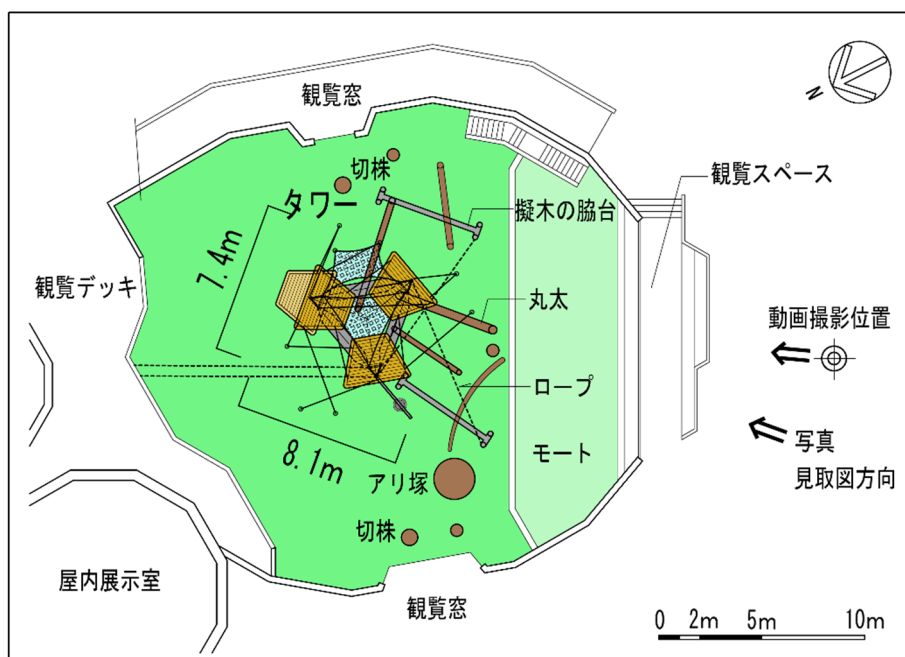 観覧窓
N
切株
タワー
観覧スペース
擬木の脇台
7.4m
観覧デッキ
丸太
動画撮影位置
ロープ
8.1m
モート
写真
見取図方向
アリ塚
切株
屋内展示室
観覧窓
0 2m 5m 10m